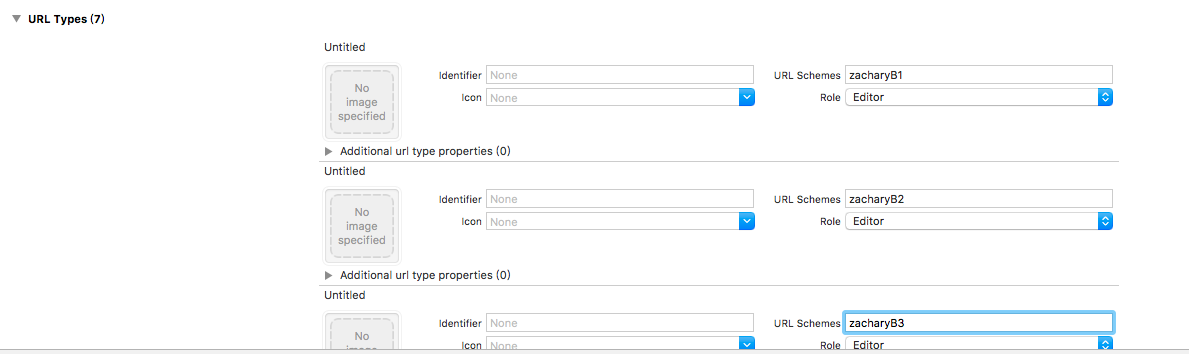 URL Types (7)
Untitled
No
image
specified
Identifier None
URL Schemes zacharyB1
Icon None
Role Editor
Additional url type properties (0)
Untitled
No
image
specified
Identifier None
URL Schemes zacharyB2
Icon None
Role Editor
Additional url type properties (0)
Untitled
No
image
Identifier None
URL Schemes zacharyB3
Icon None
Role Editor